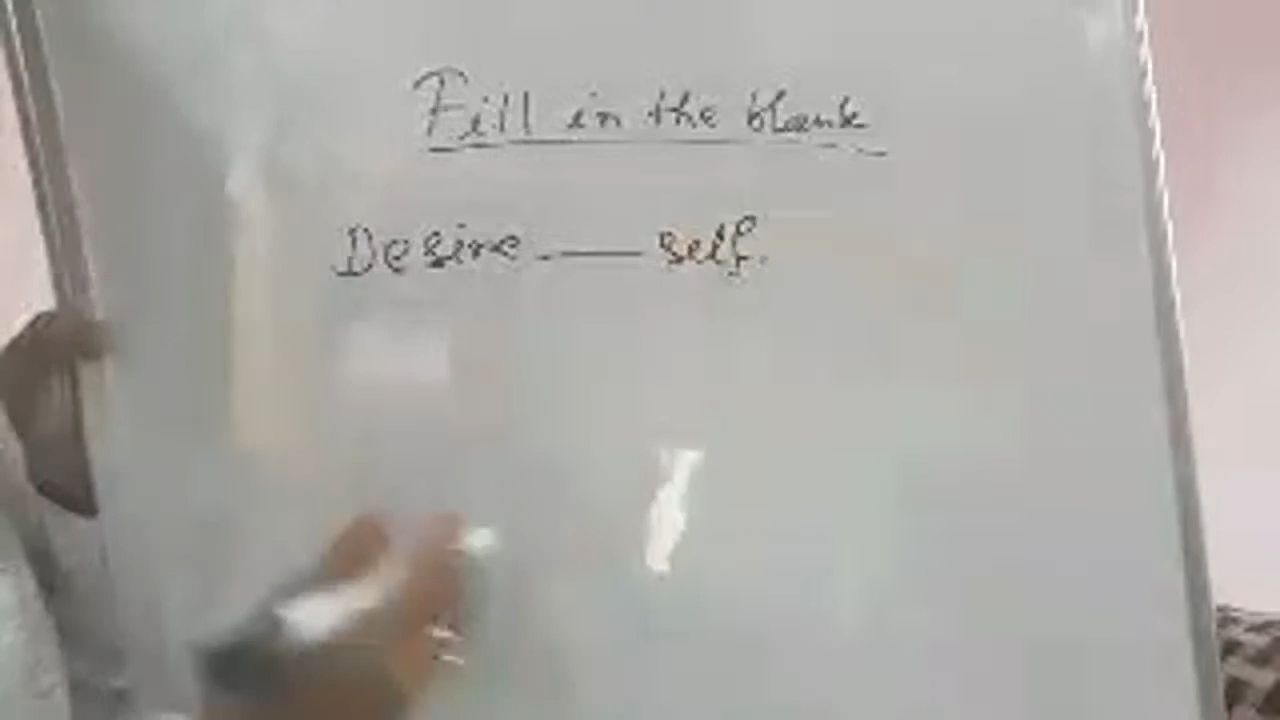 Fill in the blank
Desire ___ self.